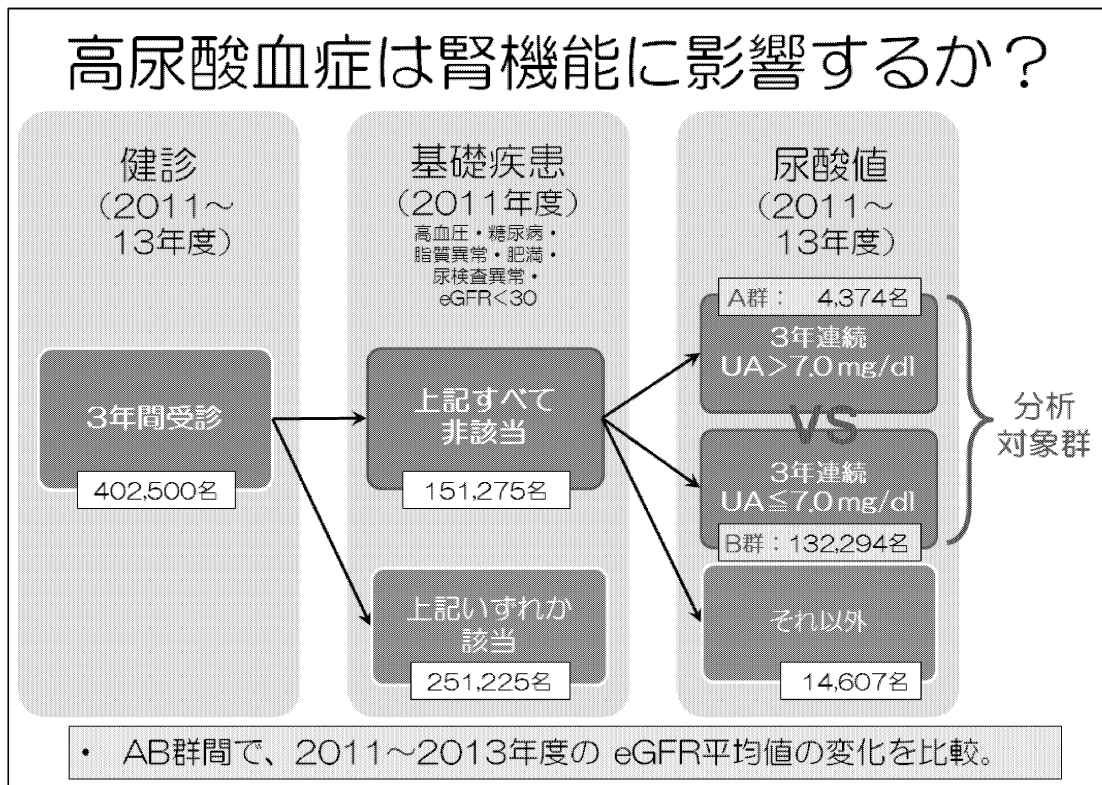 高尿酸血症は腎機能に影響するか?
健診
(2011~
13年度)
3年間受診
402,500名
基礎疾患
(2011年度)
高血圧・糖尿病・
脂質異常・肥満・
尿検査異常・
eGFR<30
上記すべて
非該当
151,275名
上記いずれか
該当
251,225名
尿酸値
(2011~
13年度)
A群: 4,374名
3年連続
UA>7.0mg/dl
VS
3年連続
UA≦7.0mg/dl
B群:132,294名
それ以外
14,607名
分析
対象群
・ AB群間で、2011~2013年度の eGFR平均値の変化を比較。